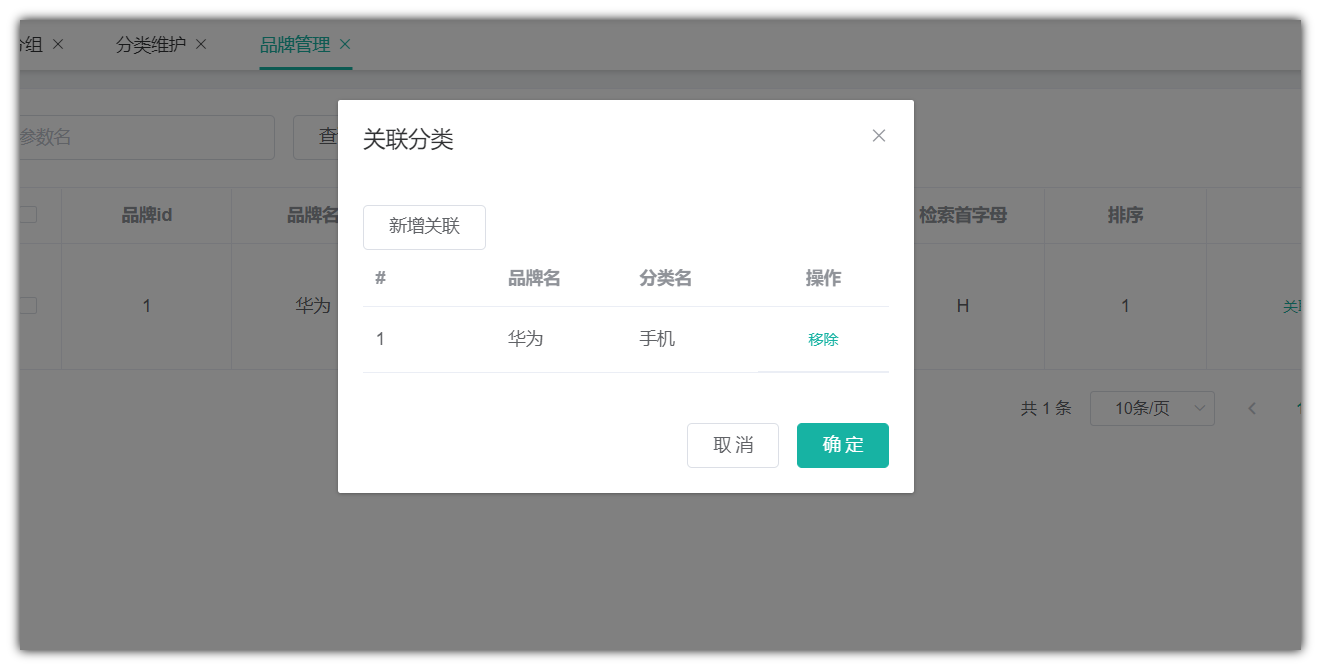 组 分类维护 品牌管理
参数名 查
关联分类
新增关联
# 品牌名 分类名 操作
1 华为 手机 移除
取消 确定
品牌id 品牌名 检索首字母 排序
1 华为 H 1 关
共 1 条 10条/页 1